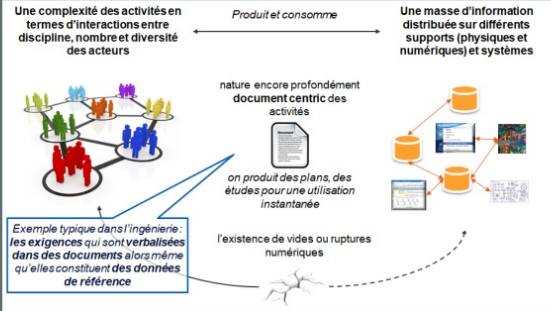 Une complexité des activités en
termes d'interactions entre
discipline, nombre et diversité
des acteurs
Produit et consomme
Une masse d'information
distribuée sur différents
supports (physiques et
numériques) et systèmes
nature encore profondément
document centric des
activités
Document
on produit des plans, des
études pour une utilisation
instantanée
Exemple typique dans l'ingénierie :
les exigences qui sont verbalisées
dans des documents alors même
qu'elles constituent des données
de référence
l'existence de vides ou ruptures
numériques